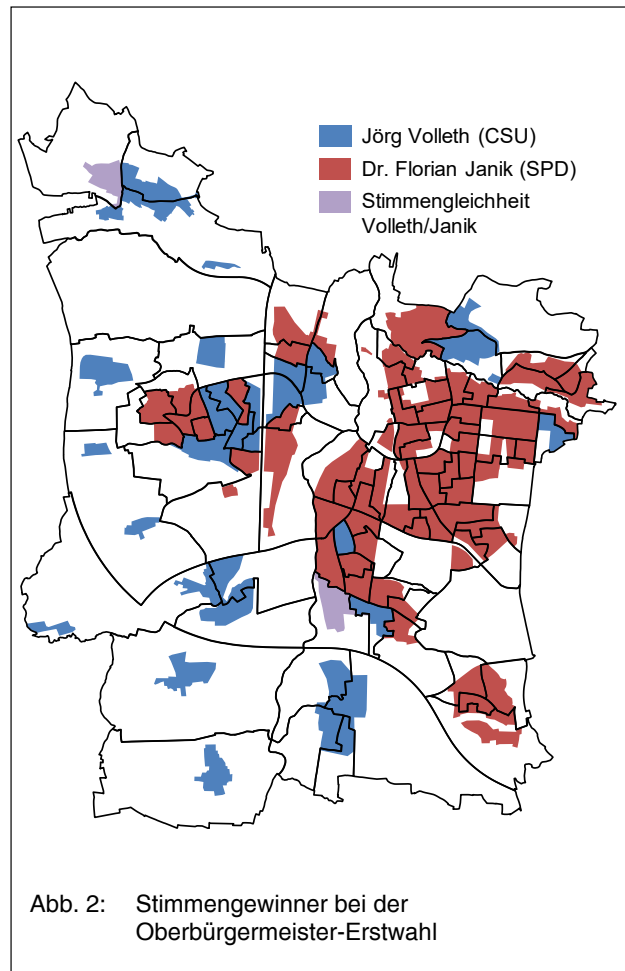 Jörg Volleth (CSU)
Dr. Florian Janik (SPD)
Stimmengleichheit
Volleth/Janik
Abb. 2: Stimmengewinner bei der
Oberbürgermeister-Erstwahl